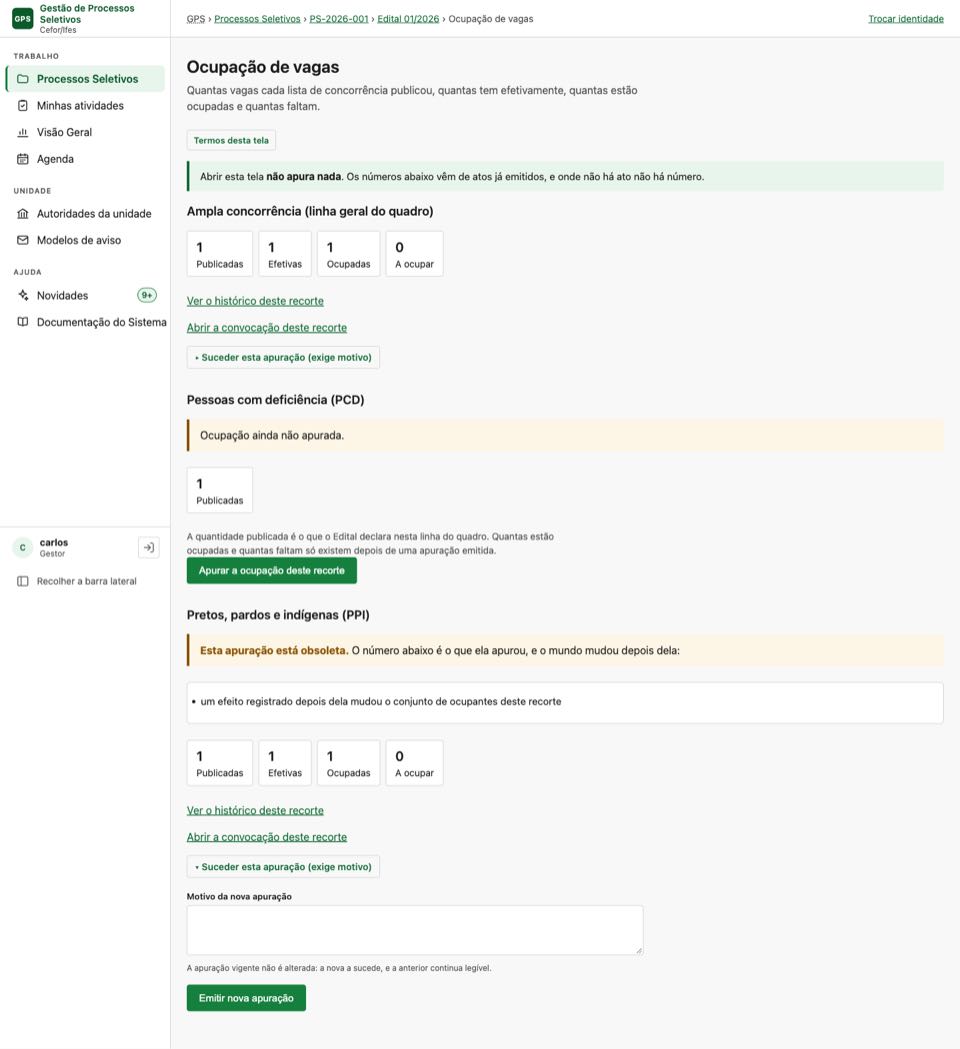 GPS
Gestão de Processos
Seletivos
Cefor/Ifes
TRABALHO
Processos Seletivos
Minhas atividades
Visão Geral
Agenda
UNIDADE
Autoridades da unidade
Modelos de aviso
AJUDA
Novidades
9+
Documentação do Sistema
C
carlos
Gestor
Recolher a barra lateral
GPS › Processos Seletivos › PS-2026-001 › Edital 01/2026 › Ocupação de vagas
Trocar identidade
Ocupação de vagas
Quantas vagas cada lista de concorrência publicou, quantas tem efetivamente, quantas estão
ocupadas e quantas faltam.
Termos desta tela
Abrir esta tela não apura nada. Os números abaixo vêm de atos já emitidos, e onde não há ato não há número.
Ampla concorrência (linha geral do quadro)
1
Publicadas
1
Efetivas
1
Ocupadas
0
A ocupar
Ver o histórico deste recorte
Abrir a convocação deste recorte
▸ Suceder esta apuração (exige motivo)
Pessoas com deficiência (PCD)
Ocupação ainda não apurada.
1
Publicadas
A quantidade publicada é o que o Edital declara nesta linha do quadro. Quantas estão
ocupadas e quantas faltam só existem depois de uma apuração emitida.
Apurar a ocupação deste recorte
Pretos, pardos e indígenas (PPI)
Esta apuração está obsoleta. O número abaixo é o que ela apurou, e o mundo mudou depois dela:
• um efeito registrado depois dela mudou o conjunto de ocupantes deste recorte
1
Publicadas
1
Efetivas
1
Ocupadas
0
A ocupar
Ver o histórico deste recorte
Abrir a convocação deste recorte
▾ Suceder esta apuração (exige motivo)
Motivo da nova apuração
A apuração vigente não é alterada: a nova a sucede, e a anterior continua legível.
Emitir nova apuração